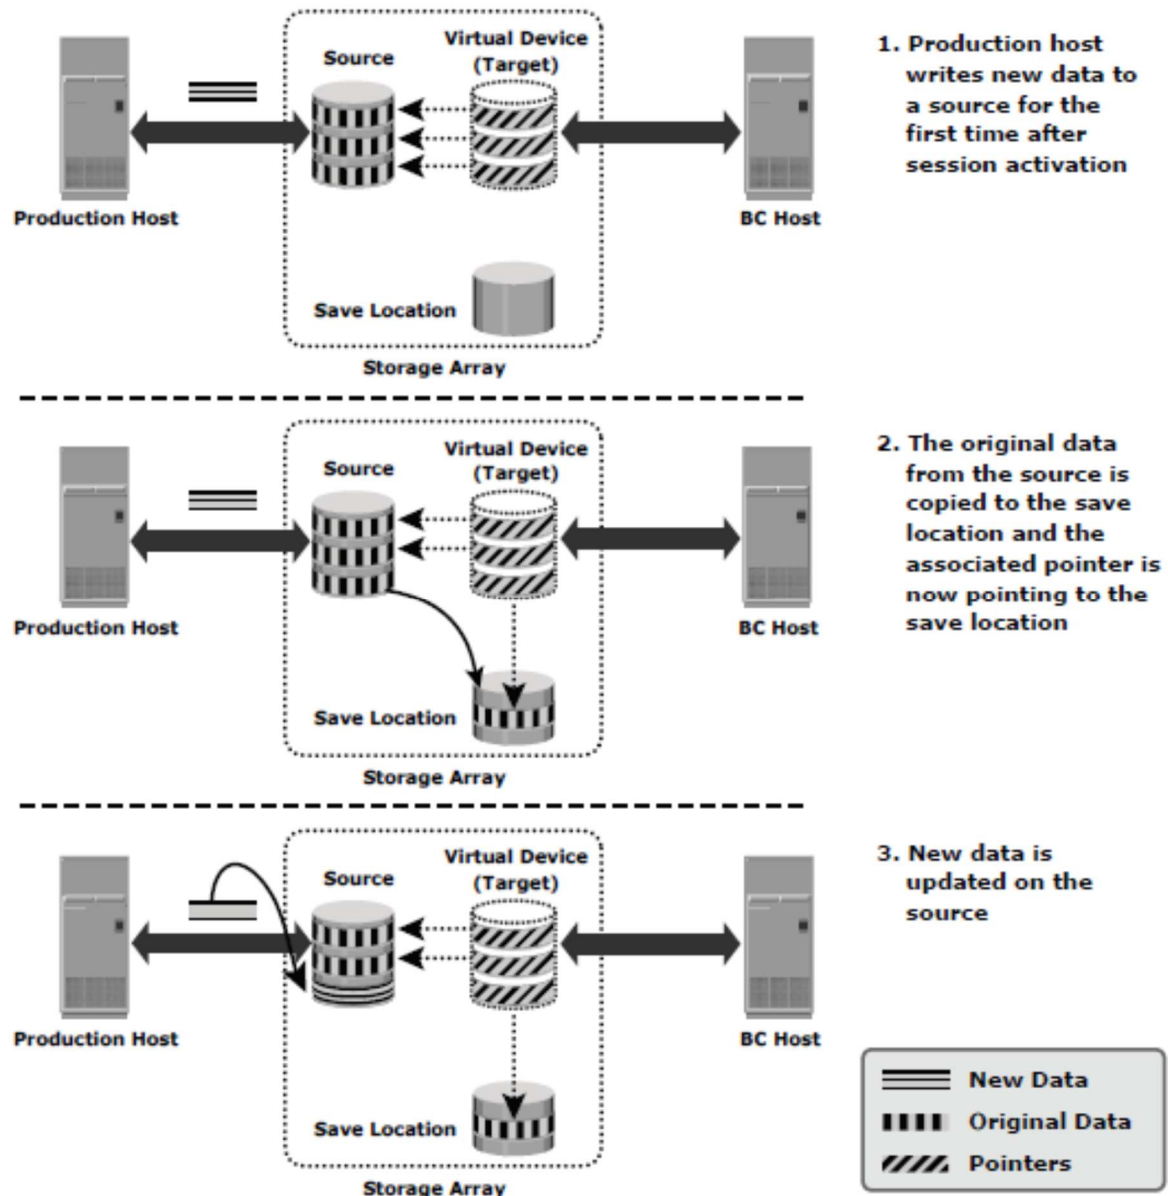 Source
Virtual Device
(Target)
Production Host
BC Host
Save Location
Storage Array
1. Production host
writes new data to
a source for the
first time after
session activation
Source
Virtual Device
(Target)
Production Host
BC Host
Save Location
Storage Array
2. The original data
from the source is
copied to the save
location and the
associated pointer is
now pointing to the
save location
Source
Virtual Device
(Target)
Production Host
BC Host
Save Location
Storage Array
3. New data is
updated on the
source
New Data
Original Data
Pointers